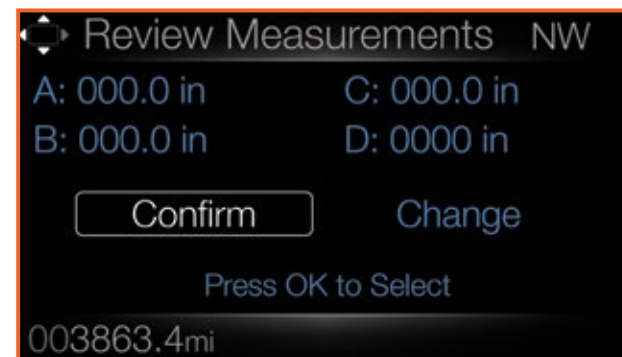 Review Measurements NW
A: 000.0 in C: 000.0 in
B: 000.0 in D: 0000 in
Confirm Change
Press OK to Select
003863.4mi